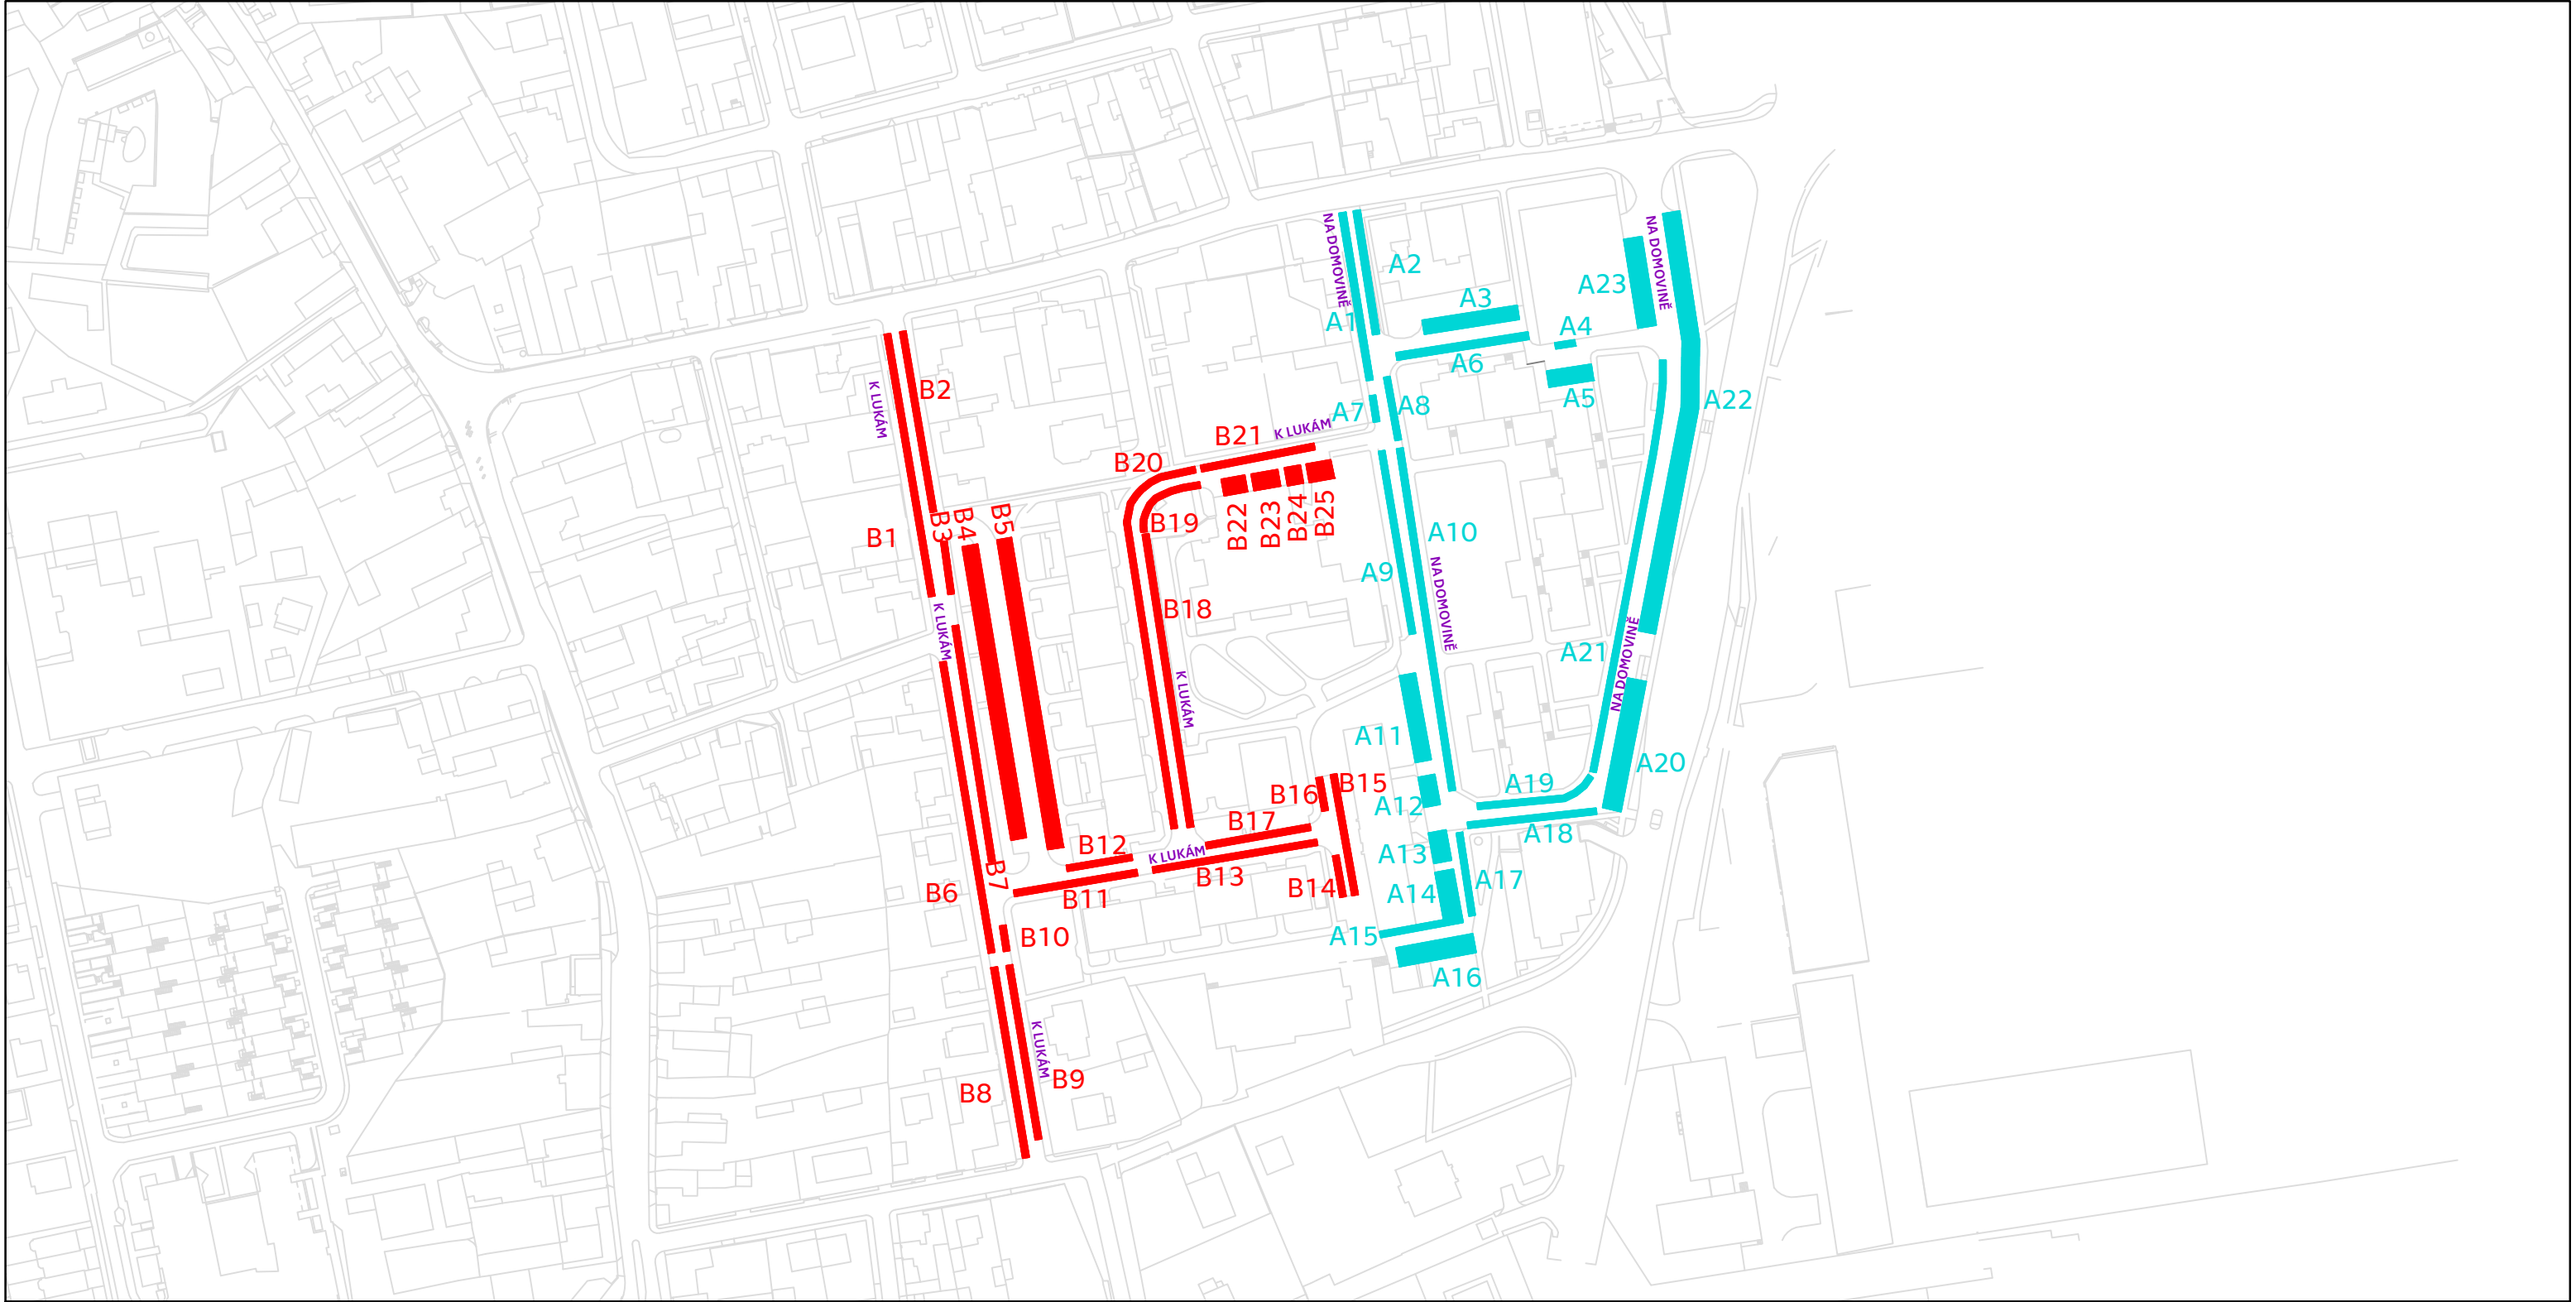 NA DOMOVINĚ
NA DOMOVINĚ
A2
A23
A3
A1
A4
A6
K LUKÁM
B2
A5
A22
A7
A8
B21
K LUKÁM
B20
B22
B23
B24
B25
B19
B1
B3
B4
B5
A10
A9
NA DOMOVINĚ
B18
K LUKÁM
A21
NA DOMOVINĚ
K LUKÁM
A11
A20
B16
B15
A19
A12
B17
A18
B12
K LUKÁM
A13
B7
B13
B6
B11
B14
A14
A17
B10
A15
A16
K LUKÁM
B9
B8